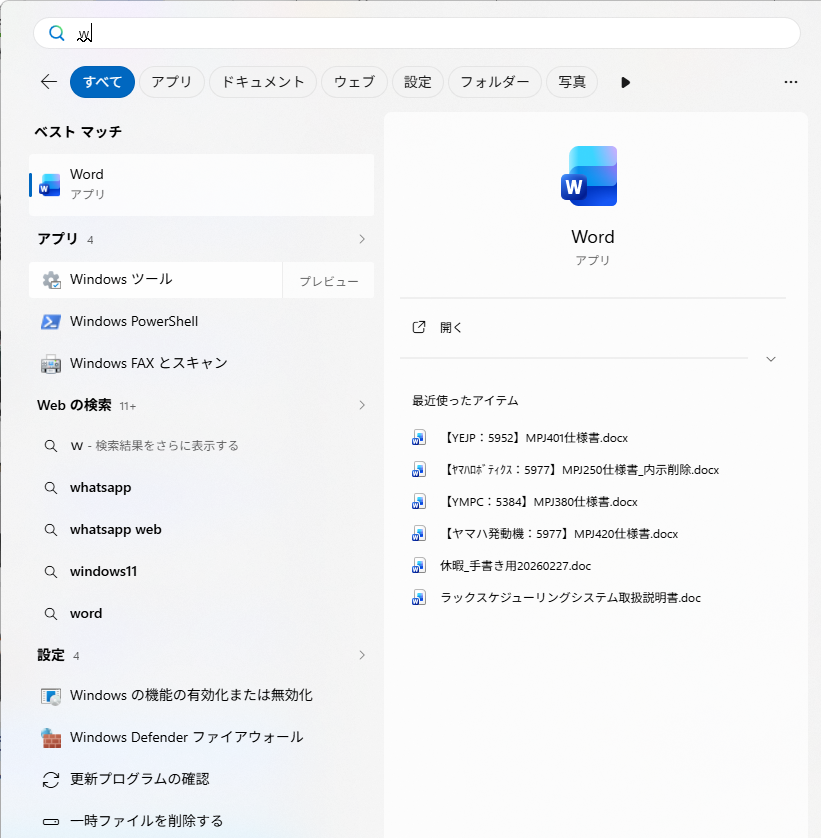 w
すべて
アプリ
ドキュメント
ウェブ
設定
フォルダー
写真
ベスト マッチ
Word
アプリ
アプリ 4
Windows ツール
プレビュー
Windows PowerShell
Windows FAX とスキャン
Web の検索 11+
w - 検索結果をさらに表示する
whatsapp
whatsapp web
windows11
word
設定 4
Windows の機能の有効化または無効化
Windows Defender ファイアウォール
更新プログラムの確認
一時ファイルを削除する
W
Word
アプリ
開く
最近使ったアイテム
【YEJP：5952】MPJ401仕様書.docx
【ﾔﾏﾊﾛﾎﾞﾃｨｸｽ：5977】MPJ250仕様書_内示削除.docx
【YMPC：5384】MPJ380仕様書.docx
【ヤマハ発動機：5977】MPJ420仕様書.docx
休暇_手書き用20260227.doc
ラックスケジューリングシステム取扱説明書.doc